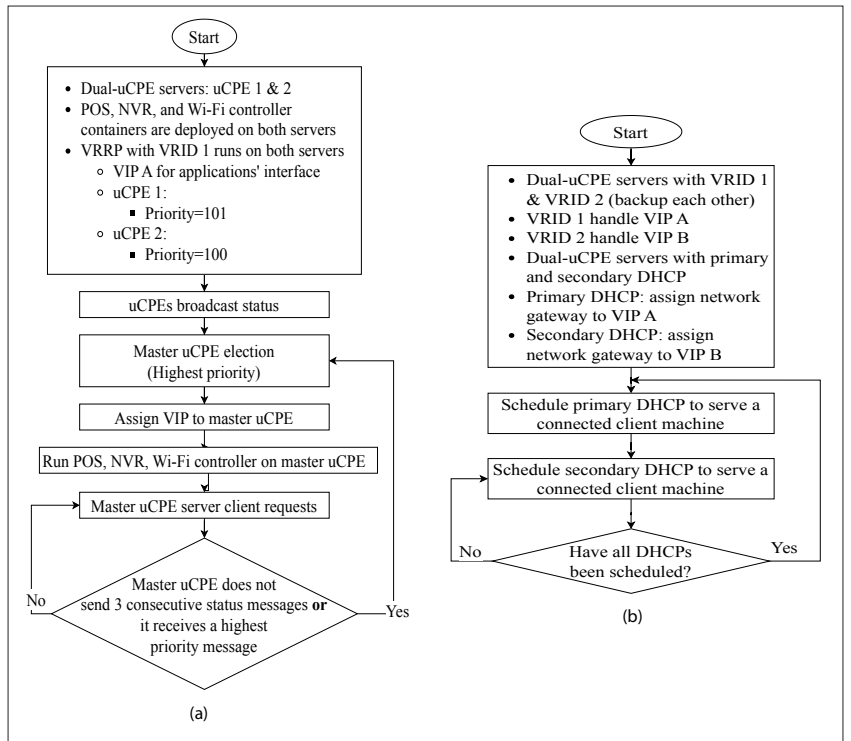 Start
• Dual-uCPE servers: uCPE 1 & 2
• POS, NVR, and Wi-Fi controller
containers are deployed on both servers
• VRRP with VRID 1 runs on both servers
○ VIP A for applications' interface
○ uCPE 1:
■ Priority=101
○ uCPE 2:
■ Priority=100
uCPEs broadcast status
Master uCPE election
(Highest priority)
Assign VIP to master uCPE
Run POS, NVR, Wi-Fi controller on master uCPE
Master uCPE server client requests
Master uCPE does not
send 3 consecutive status messages or
it receives a highest
priority message
No
Yes
(a)
Start
• Dual-uCPE servers with VRID 1
& VRID 2 (backup each other)
• VRID 1 handle VIP A
• VRID 2 handle VIP B
• Dual-uCPE servers with primary
and secondary DHCP
• Primary DHCP: assign network
gateway to VIP A
• Secondary DHCP: assign
network gateway to VIP B
Schedule primary DHCP to serve a
connected client machine
Schedule secondary DHCP to serve a
connected client machine
Have all DHCPs
been scheduled?
No
Yes
(b)